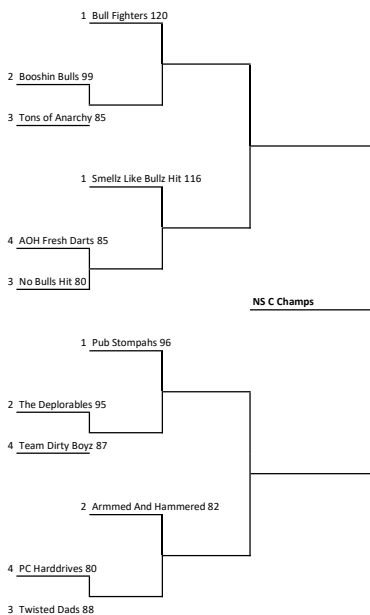 1 Bull Fighters 120
2 Booshin Bulls 99
3 Tons of Anarchy 85
1 Smellz Like Bullz Hit 116
4 AOH Fresh Darts 85
3 No Bulls Hit 80
NS C Champs
1 Pub Stompahs 96
2 The Deplorables 95
4 Team Dirty Boyz 87
2 Armmed And Hammered 82
4 PC Harddrives 80
3 Twisted Dads 88